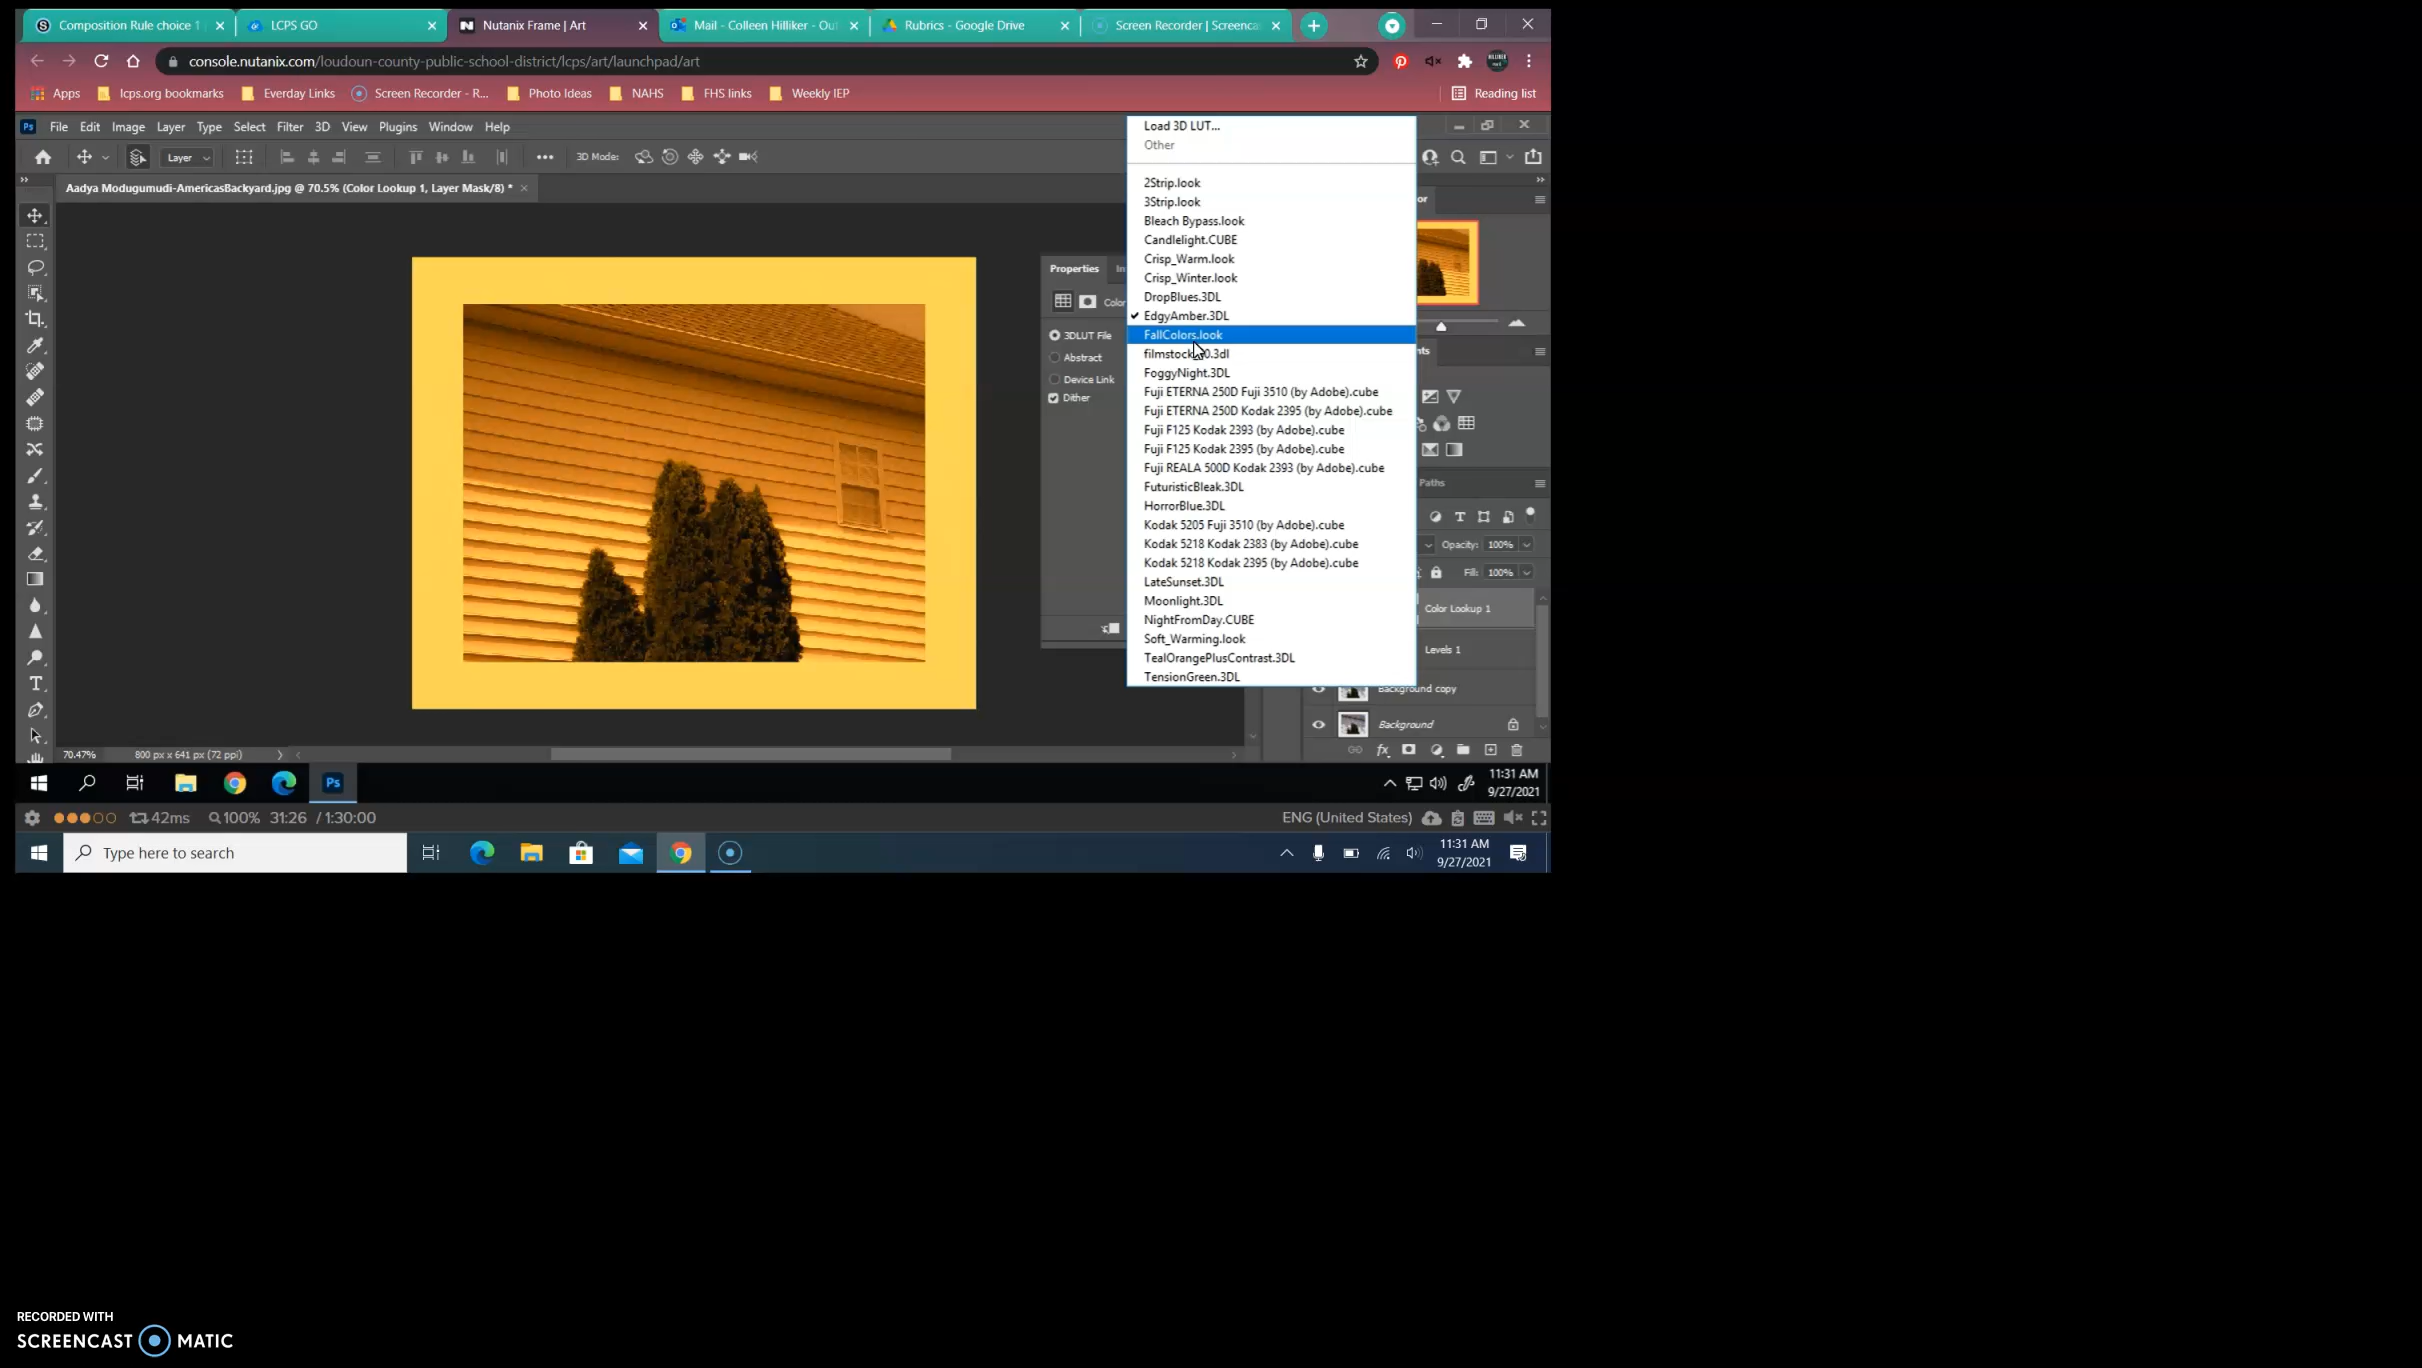 Composition Rule choice 1
LCPS GO
Nutanix Frame | Art
Mail - Colleen Hilliker - Out
Rubrics - Google Drive
Screen Recorder | Screenca
console.nutanix.com/loudoun-county-public-school-district/lcps/art/launchpad/art
Apps
lcps.org bookmarks
Everday Links
Screen Recorder - R...
Photo Ideas
NAHS
FHS links
Weekly IEP
Reading list
Ps
File Edit Image Layer Type Select Filter 3D View Plugins Window Help
Layer
3D Mode:
Aadya Modugumudi-AmericasBackyard.jpg @ 70.5% (Color Lookup 1, Layer Mask/8) *
Properties
3DLUT File
Abstract
Device Link
Dither
Load 3D LUT...
Other
2Strip.look
3Strip.look
Bleach Bypass.look
Candlelight.CUBE
Crisp_Warm.look
Crisp_Winter.look
DropBlues.3DL
EdgyAmber.3DL
FallColors.look
FoggyNight.3DL
Fuji ETERNA 250D Fuji 3510 (by Adobe).cube
Fuji ETERNA 250D Kodak 2395 (by Adobe).cube
Fuji F125 Kodak 2393 (by Adobe).cube
Fuji F125 Kodak 2395 (by Adobe).cube
Fuji REALA 500D Kodak 2393 (by Adobe).cube
FuturisticBleak.3DL
HorrorBlue.3DL
Kodak 5205 Fuji 3510 (by Adobe).cube
Kodak 5218 Kodak 2383 (by Adobe).cube
Kodak 5218 Kodak 2395 (by Adobe).cube
LateSunset.3DL
Moonlight.3DL
NightFromDay.CUBE
Soft_Warming.look
TealOrangePlusContrast.3DL
TensionGreen.3DL
Paths
Opacity: 100%
Fill: 100%
Color Lookup 1
Levels 1
Background copy
Background
70.47%
800 px x 641 px (72 ppi)
Ps
11:31 AM
9/27/2021
42ms
100%
31:26 / 1:30:00
ENG (United States)
Type here to search
11:31 AM
9/27/2021
RECORDED WITH
SCREENCAST MATIC